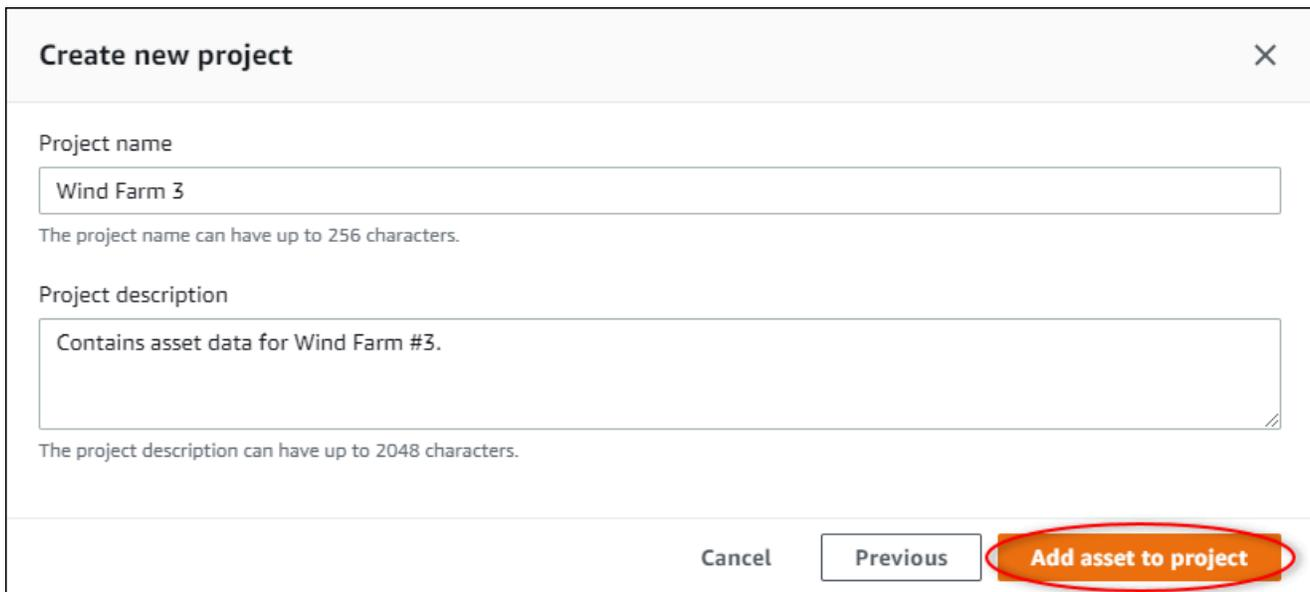 Create new project
Project name
Wind Farm 3
The project name can have up to 256 characters.
Project description
Contains asset data for Wind Farm #3.
The project description can have up to 2048 characters.
Cancel Previous Add asset to project